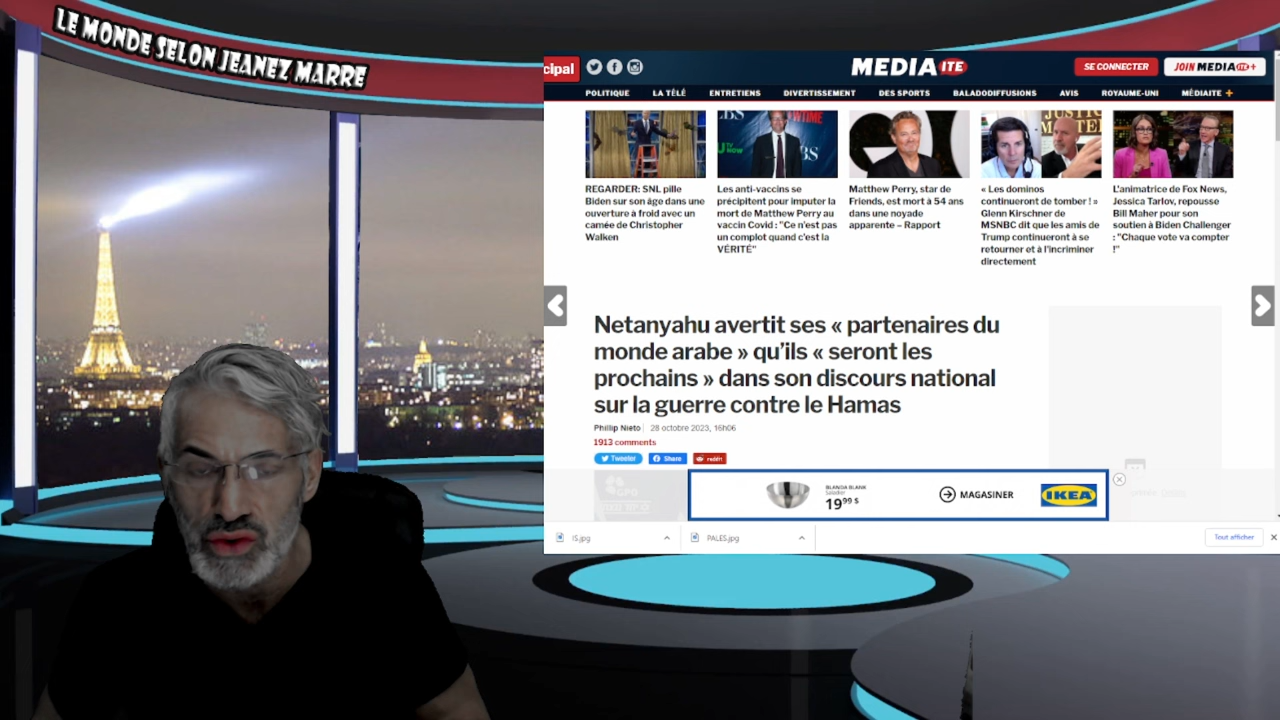 LE MONDE SELON JEANEZ MARRE
cipal
MEDIAITE
SE CONNECTER
JOIN MEDIAITE+
POLITIQUE LA TÉLÉ ENTRETIENS DIVERTISSEMENT DES SPORTS BALADODIFFUSIONS AVIS ROYAUME-UNI MÉDIAITE +
REGARDER: SNL pille
Biden sur son âge dans une
ouverture à froid avec un
camée de Christopher
Walken
Les anti-vaccins se
précipitent pour imputer la
mort de Matthew Perry au
vaccin Covid : "Ce n'est pas
un complot quand c'est la
VÉRITÉ"
Matthew Perry, star de
Friends, est mort à 54 ans
dans une noyade
apparente – Rapport
« Les dominos
continueront de tomber ! »
Glenn Kirschner de
MSNBC dit que les amis de
Trump continueront à se
retourner et à l'incriminer
directement
L'animatrice de Fox News,
Jessica Tarlov, repousse
Bill Maher pour son
soutien à Biden Challenger
: "Chaque vote va compter
!"
Netanyahu avertit ses « partenaires du
monde arabe » qu'ils « seront les
prochains » dans son discours national
sur la guerre contre le Hamas
Phillip Nieto 28 octobre 2023, 16h06
1913 comments
Tweeter Share reddit
GPO
BLANDA BLANK
Saladier
19 99 $
MAGASINER
IKEA
IS.jpg
PALES.jpg
Tout afficher